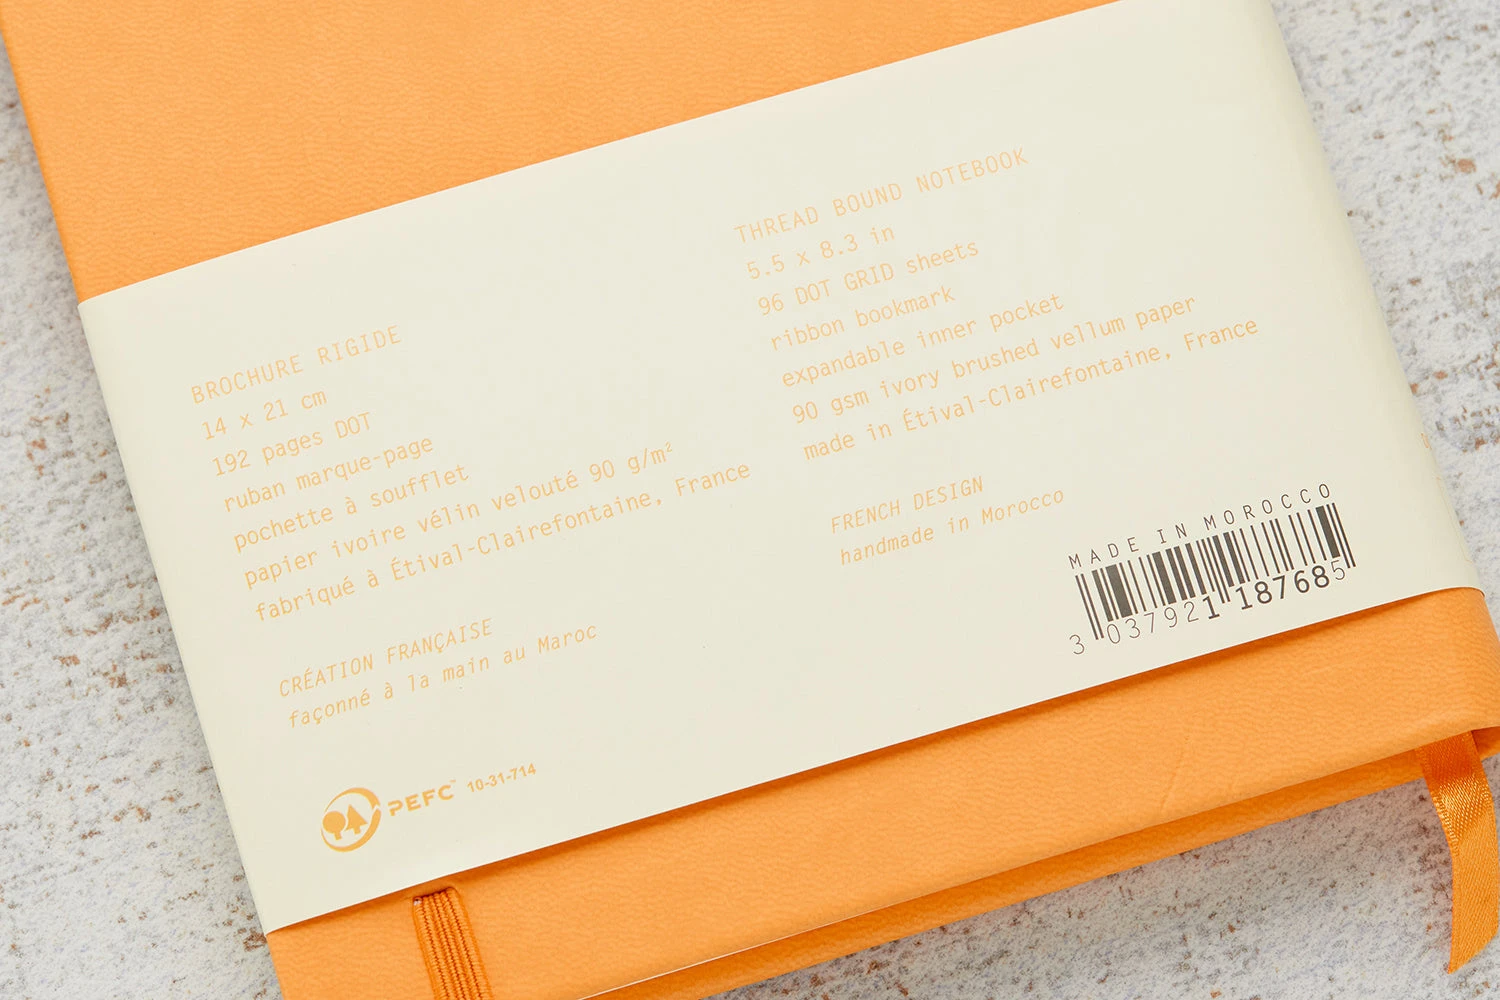 BROCHURE RIGIDE
14 x 21 cm
192 pages DOT
ruban marque-page
pochette à soufflet
papier ivoire vélin velouté 90 g/m²
fabriqué à Étival-Clairefontaine, France
CRÉATION FRANÇAISE
façonné à la main au Maroc
PEFC™ 10-31-714
THREAD BOUND NOTEBOOK
5.5 x 8.3 in
96 DOT GRID sheets
ribbon bookmark
expandable inner pocket
90 gsm ivory brushed vellum paper
made in Étival-Clairefontaine, France
FRENCH DESIGN
handmade in Morocco
MADE IN MOROCCO
3 037921 187685